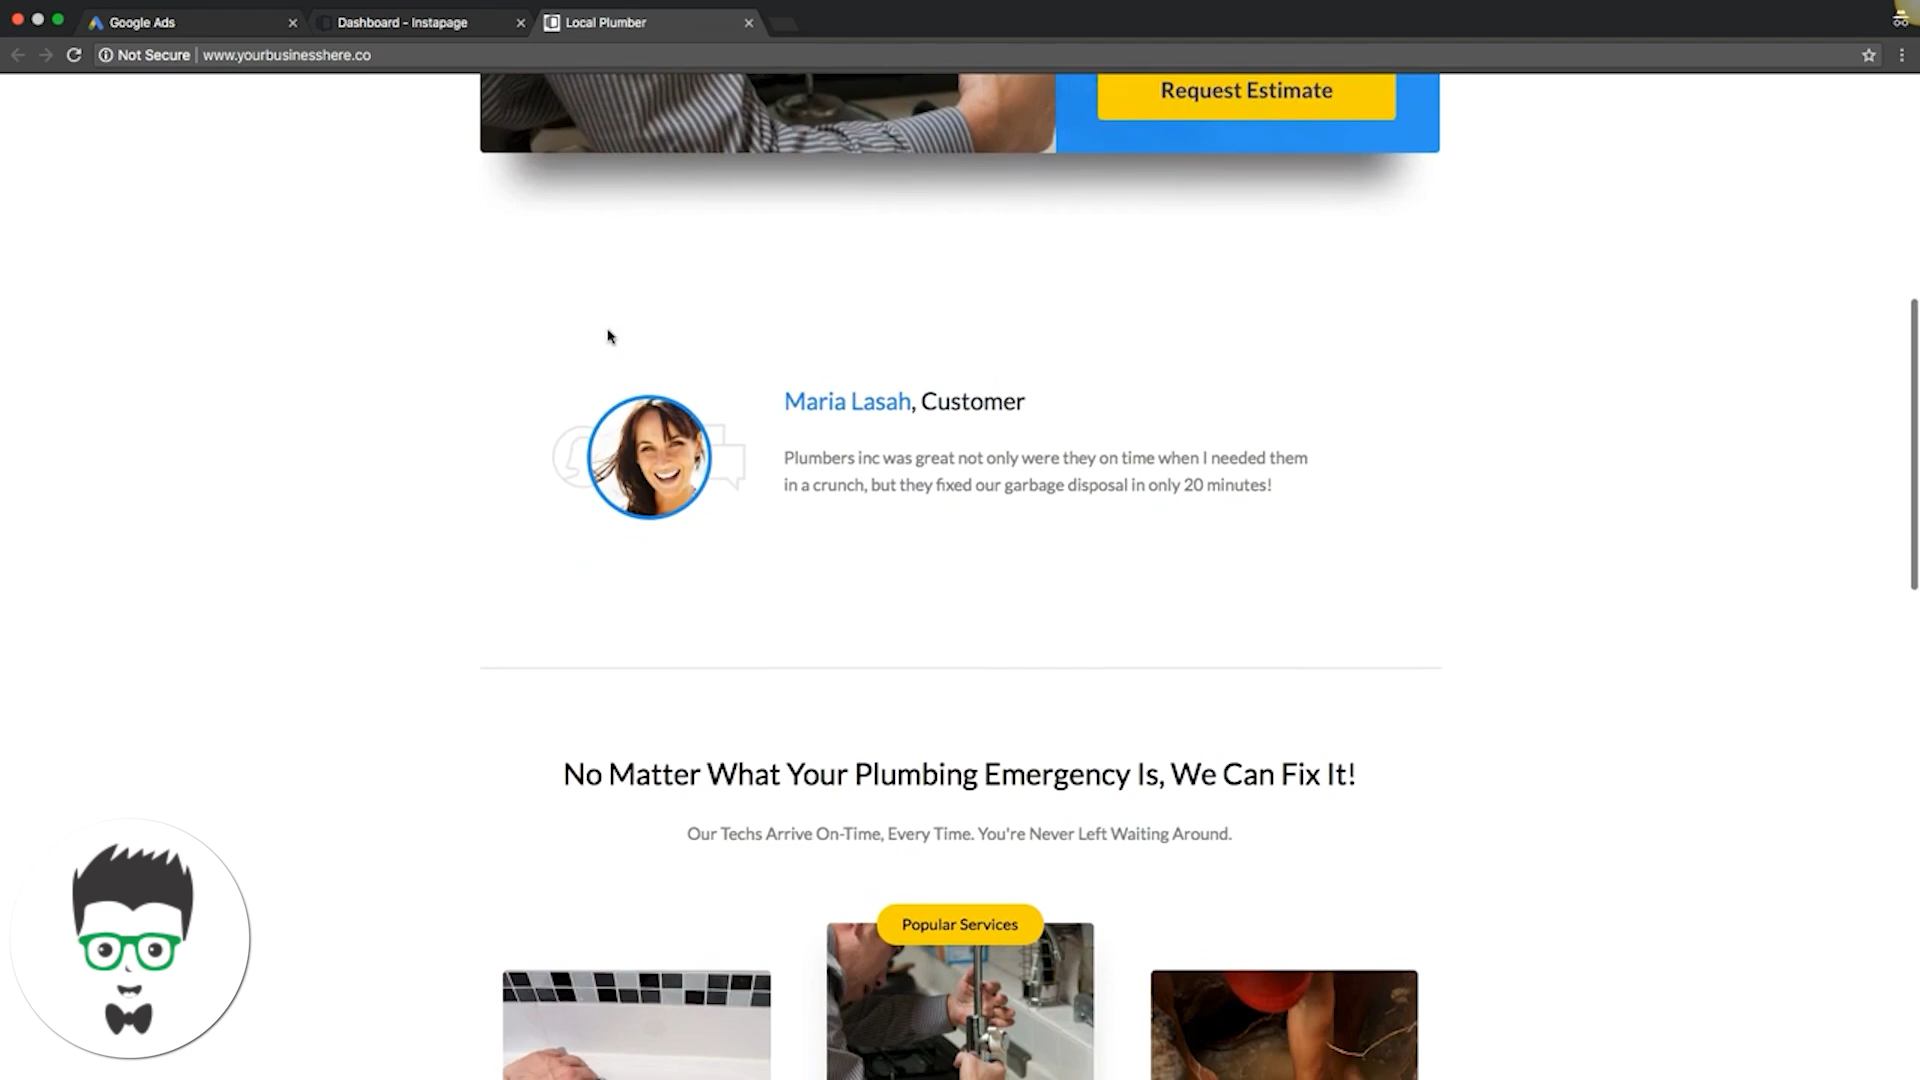 Google Ads
Dashboard - Instapage
Local Plumber
Not Secure
www.yourbusinesshere.co
Request Estimate
Maria Lasah, Customer
Plumbers inc was great not only were they on time when I needed them
in a crunch, but they fixed our garbage disposal in only 20 minutes!
No Matter What Your Plumbing Emergency Is, We Can Fix It!
Our Techs Arrive On-Time, Every Time. You're Never Left Waiting Around.
Popular Services